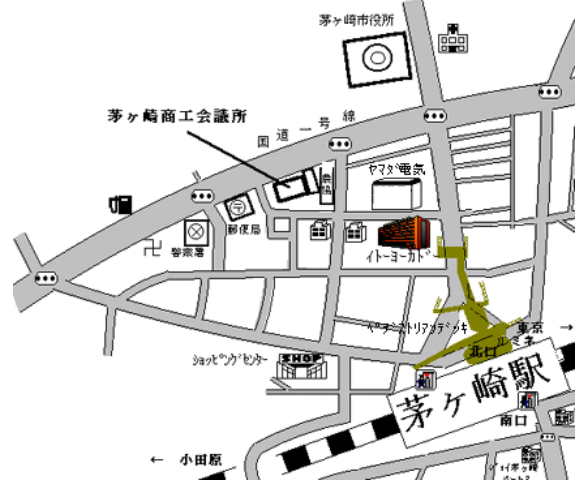 茅ヶ崎市役所
茅ヶ崎商工会議所
国道一号線
農協
ヤマダ電気
〒
郵便局
警察署
卍
イトーヨーカドー
ペデストリアンデッキ
東京 →
ルミネ
北口
ショッピングセンター
SHOP
茅ヶ崎駅
南口
← 小田原